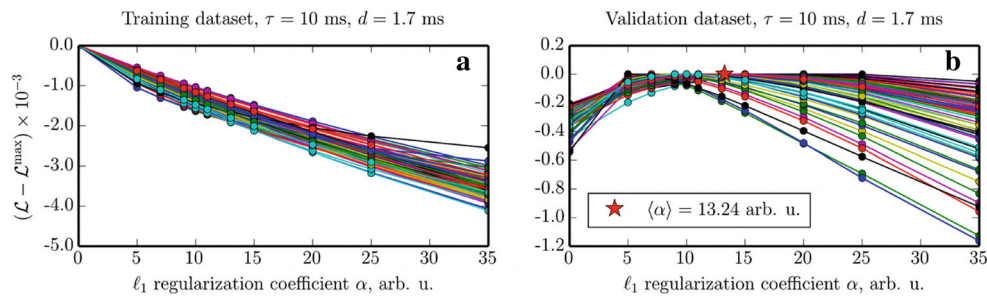 Training dataset, τ = 10 ms, d = 1.7 ms
a
0.0
-1.0
-2.0
-3.0
-4.0
-5.0
(ℒ − ℒ^max) × 10^−3
0 5 10 15 20 25 30 35
ℓ₁ regularization coefficient α, arb. u.
Validation dataset, τ = 10 ms, d = 1.7 ms
b
0.2
0.0
-0.2
-0.4
-0.6
-0.8
-1.0
-1.2
⟨α⟩ = 13.24 arb. u.
0 5 10 15 20 25 30 35
ℓ₁ regularization coefficient α, arb. u.